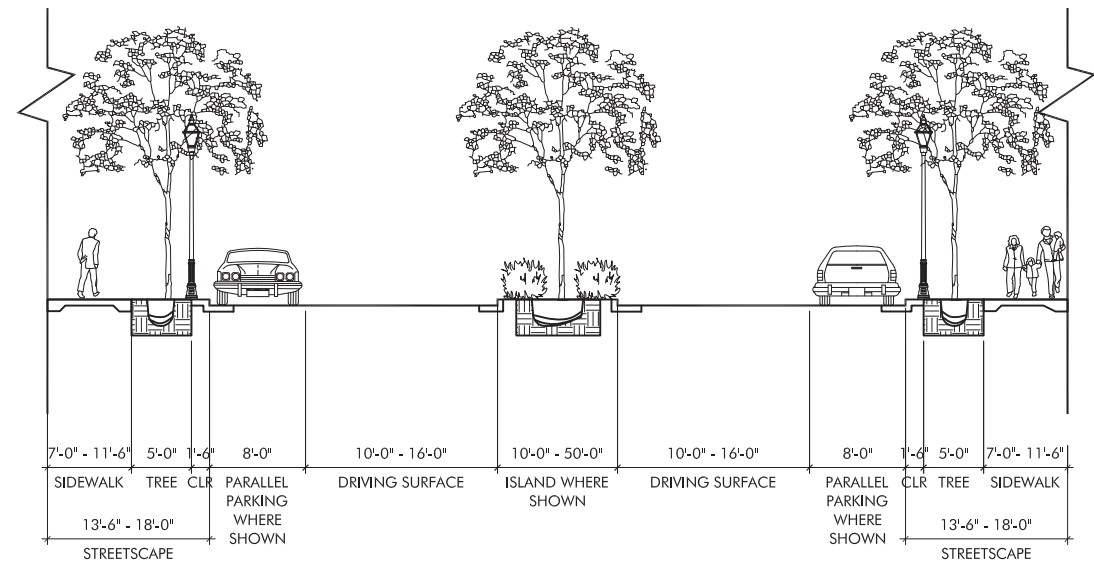 7'-0" - 11'-6" 5'-0" 1'-6" 8'-0" 10'-0" - 16'-0" 10'-0" - 50'-0" 10'-0" - 16'-0" 8'-0" 1'-6" 5'-0" 7'-0"- 11'-6"
SIDEWALK TREE CLR PARALLEL DRIVING SURFACE ISLAND WHERE DRIVING SURFACE PARALLEL CLR TREE SIDEWALK
PARKING SHOWN PARKING
WHERE WHERE
13'-6" - 18'-0" SHOWN SHOWN 13'-6" - 18'-0"
STREETSCAPE STREETSCAPE